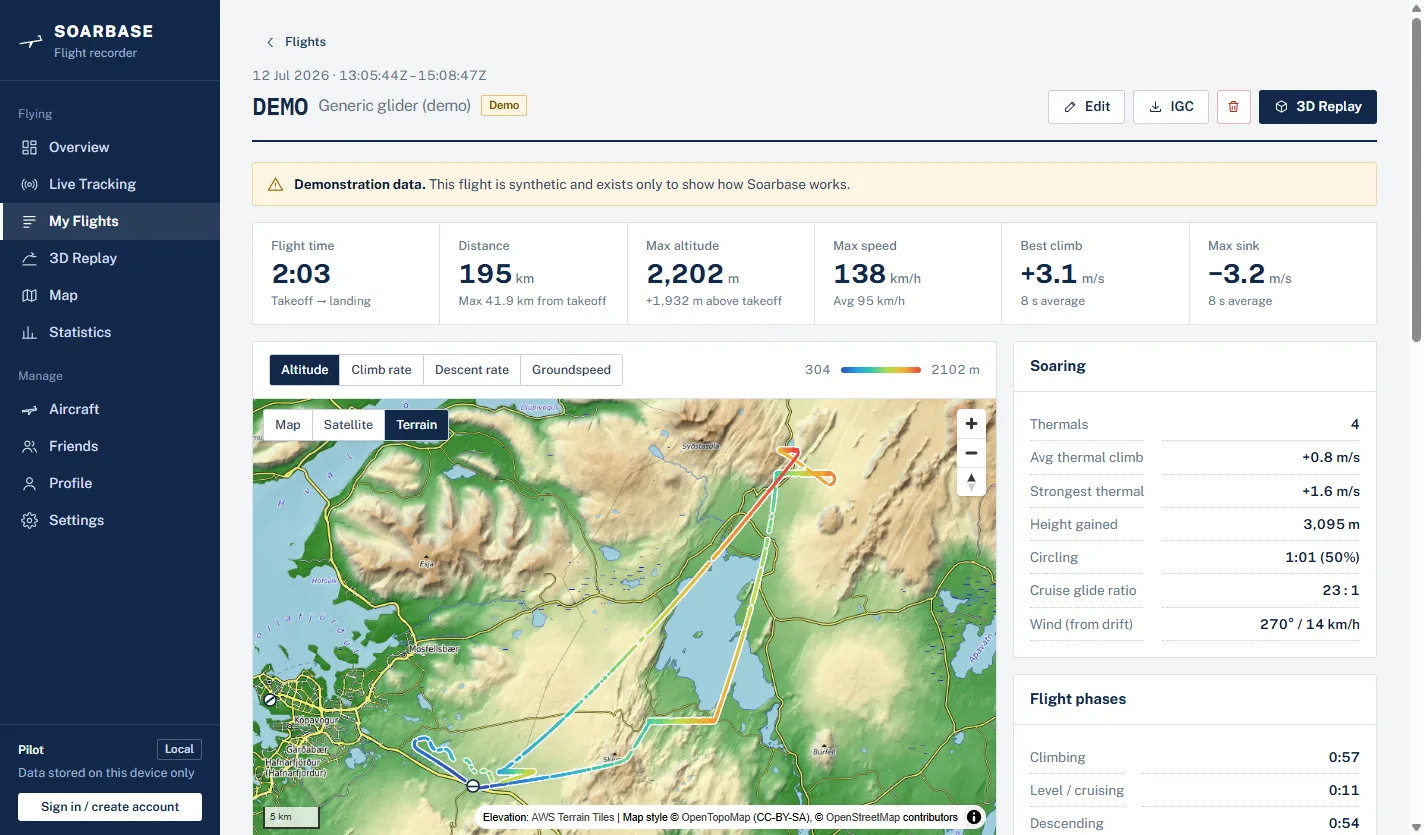 SOARBASE
Flight recorder
Flying
Overview
Live Tracking
My Flights
3D Replay
Map
Statistics
Manage
Aircraft
Friends
Profile
Settings
Pilot
Local
Data stored on this device only
Sign in / create account
Flights
12 Jul 2026 · 13:05:44Z – 15:08:47Z
DEMO Generic glider (demo) Demo
Edit
IGC
3D Replay
Demonstration data. This flight is synthetic and exists only to show how Soarbase works.
Flight time
2:03
Takeoff → landing
Distance
195 km
Max 41.9 km from takeoff
Max altitude
2,202 m
+1,932 m above takeoff
Max speed
138 km/h
Avg 95 km/h
Best climb
+3.1 m/s
8 s average
Max sink
−3.2 m/s
8 s average
Altitude Climb rate Descent rate Groundspeed
304 2102 m
Map Satellite Terrain
Djúpivogur
Sýðstasúla
H v a l
Esja
Hofsvík
o l l a f j ö r ð u r
Mosfellsbær
Kópavogur
Garðabær
Hafnarfjörður
(Hafnarfjordur)
Búrfell
Apavatn
5 km
Elevation: AWS Terrain Tiles | Map style © OpenTopoMap (CC-BY-SA), © OpenStreetMap contributors
Soaring
Thermals 4
Avg thermal climb +0.8 m/s
Strongest thermal +1.6 m/s
Height gained 3,095 m
Circling 1:01 (50%)
Cruise glide ratio 23 : 1
Wind (from drift) 270° / 14 km/h
Flight phases
Climbing 0:57
Level / cruising 0:11
Descending 0:54